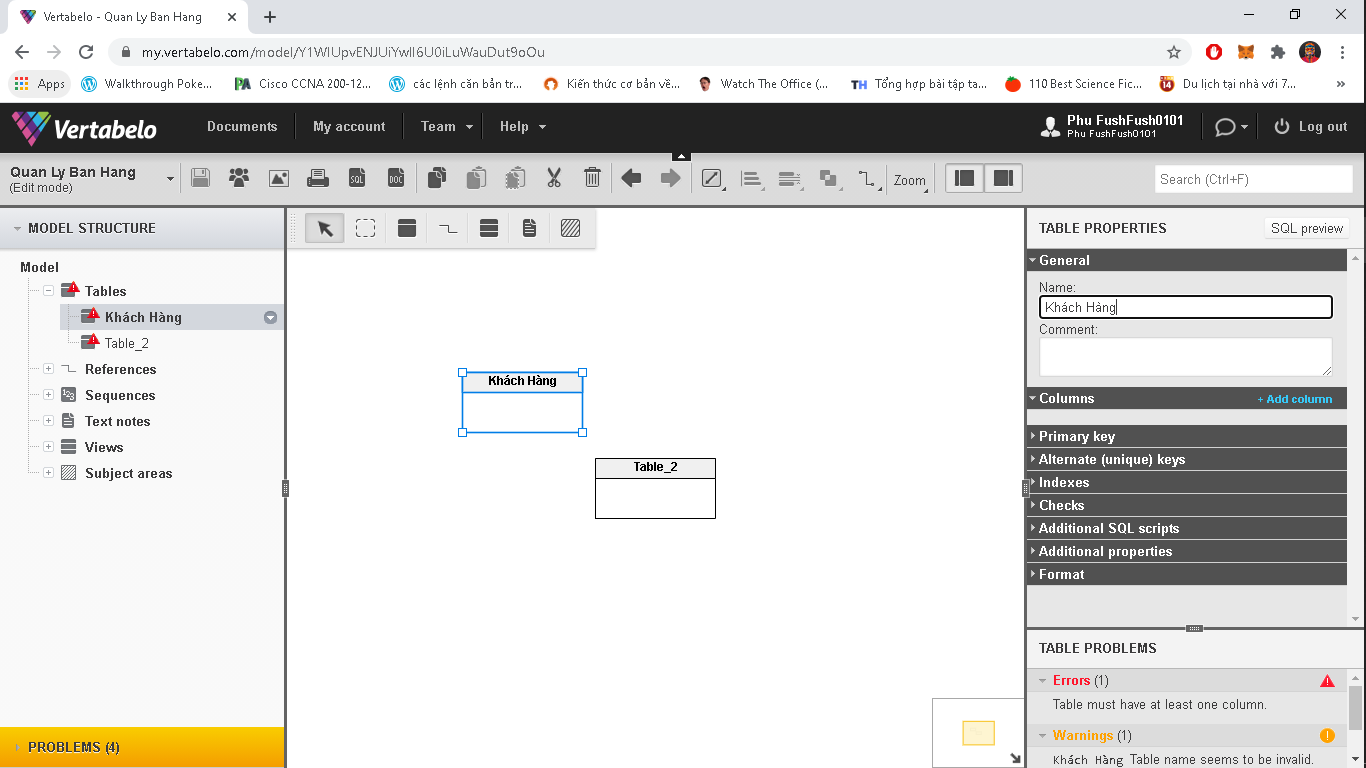 Vertabelo - Quan Ly Ban Hang
my.vertabelo.com/model/Y1WlUpvENJUiYwll6U0iLuWauDut9oOu
Apps
Walkthrough Poke...
Cisco CCNA 200-12...
các lệnh căn bản tr...
Kiến thức cơ bản về...
Watch The Office (...
TH Tổng hợp bài tập ta...
110 Best Science Fic...
14 Du lịch tại nhà với 7...
»
Vertabelo
Documents
My account
Team
Help
Phu FushFush0101
Phu FushFush0101
Log out
Quan Ly Ban Hang
(Edit mode)
SQL
DOC
Zoom
Search (Ctrl+F)
MODEL STRUCTURE
Model
Tables
Khách Hàng
Table_2
References
123 Sequences
Text notes
Views
Subject areas
PROBLEMS (4)
Khách Hàng
Table_2
TABLE PROPERTIES
SQL preview
General
Name:
Khách Hàng
Comment:
Columns
+ Add column
Primary key
Alternate (unique) keys
Indexes
Checks
Additional SQL scripts
Additional properties
Format
TABLE PROBLEMS
Errors (1)
Table must have at least one column.
Warnings (1)
Khách Hàng Table name seems to be invalid.